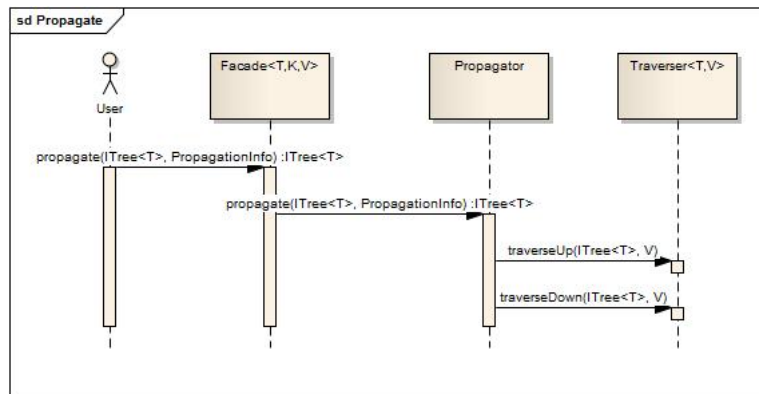 sd Propagate
Facade<T,K,V>
Propagator
Traverser<T,V>
User
propagate(ITree<T>, PropagationInfo) :ITree<T>
propagate(ITree<T>, PropagationInfo) :ITree<T>
traverseUp(ITree<T>, V)
traverseDown(ITree<T>, V)